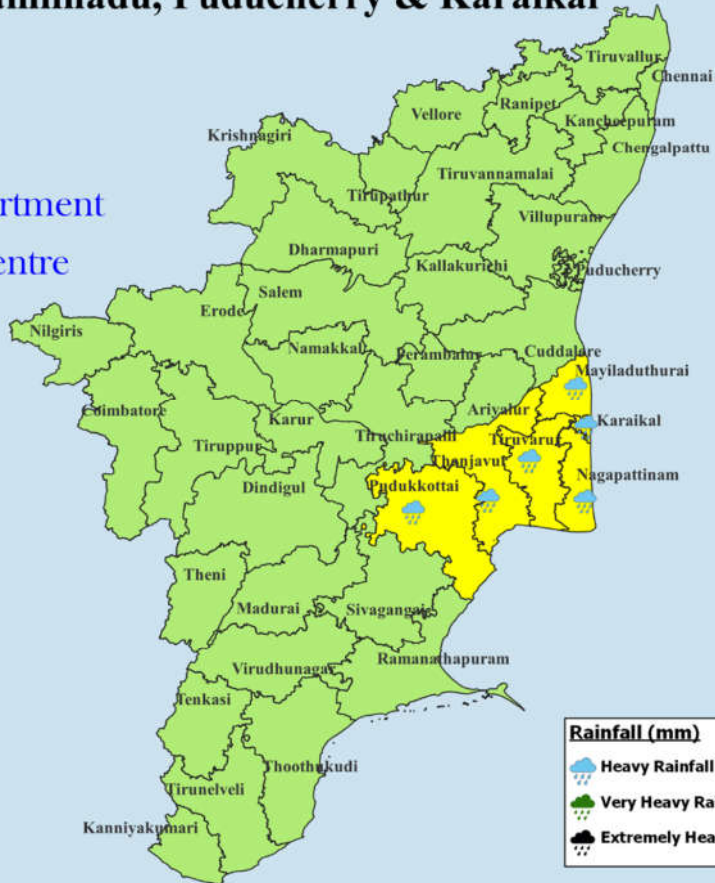 Puducherry & Karaikal
Tiruvallur
Chennai
Ranipet
Vellore
Kancheepuram
Krishnagiri
Chengalpattu
Tiruvannamalai
Tirupathur
Villupuram
Dharmapuri
Kallakurichi
Puducherry
Salem
Erode
Nilgiris
Namakkal
Perambalur
Cuddalore
Mayiladuthurai
Coimbatore
Ariyalur
Karur
Karaikal
Tiruchirapalli
Tiruvarur
Tiruppur
Thanjavur
Nagapattinam
Dindigul
Pudukkottai
Theni
Madurai
Sivagangai
Ramanathapuram
Virudhunagar
Tenkasi
Thoothukudi
Tirunelveli
Kanniyakumari
rtment
entre
Rainfall (mm)
Heavy Rainfall
Very Heavy Ra
Extremely Hea